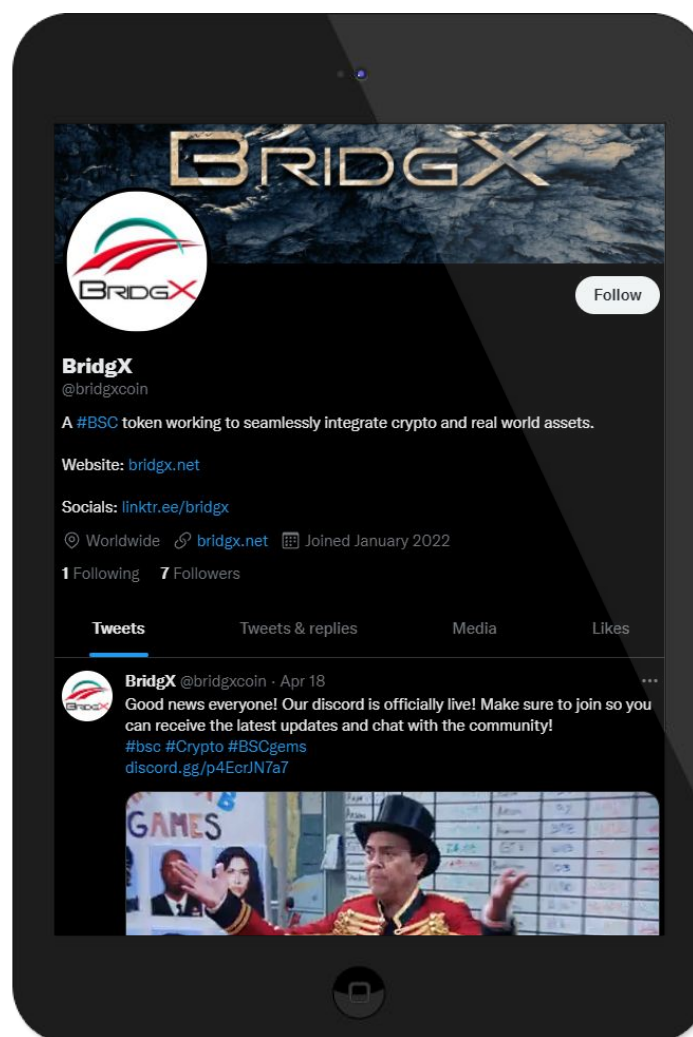 BRIDGX
BRIDGX
Follow
BridgX
@bridgxcoin
A #BSC token working to seamlessly integrate crypto and real world assets.
Website: bridgx.net
Socials: linktr.ee/bridgx
Worldwide bridgx.net Joined January 2022
1 Following 7 Followers
Tweets Tweets & replies Media Likes
BridgX @bridgxcoin · Apr 18 ...
BRIDGX
Good news everyone! Our discord is officially live! Make sure to join so you
can receive the latest updates and chat with the community!
#bsc #Crypto #BSCgems
discord.gg/p4EcrJN7a7
GAMES